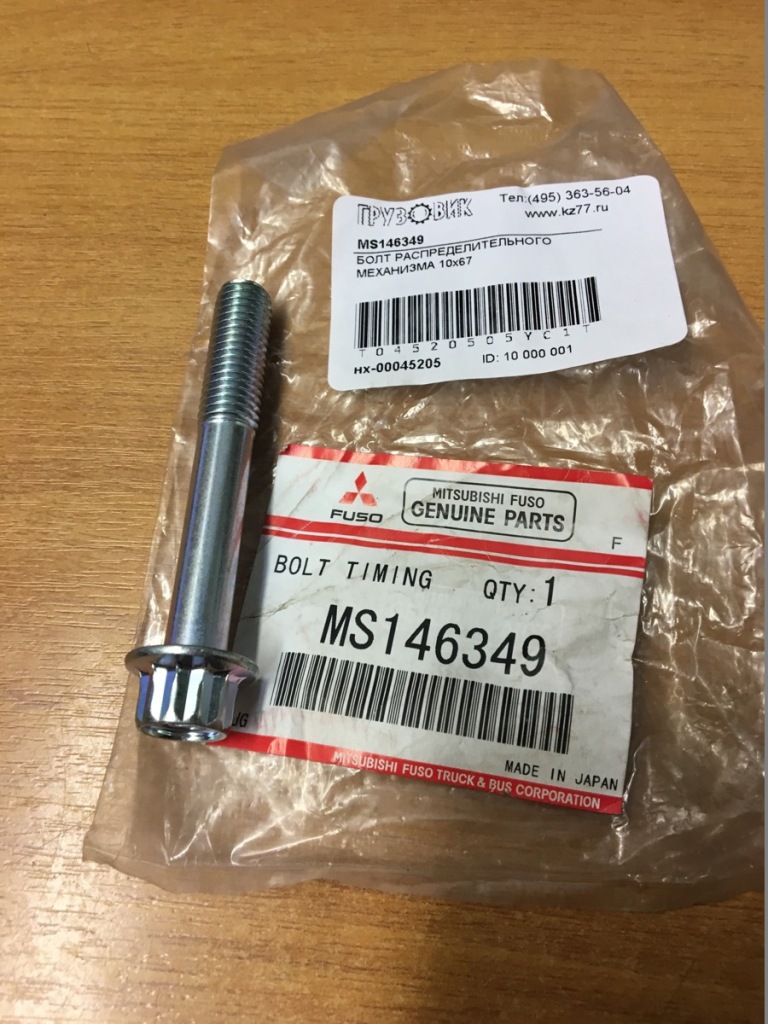 ГРУЗОВИК
Тел:(495) 363-56-04
www.kz77.ru
MS146349
БОЛТ РАСПРЕДЕЛИТЕЛЬНОГО
МЕХАНИЗМА 10x67
T04520505YC1T
нх-00045205
ID: 10 000 001
FUSO
MITSUBISHI FUSO
GENUINE PARTS
F
BOLT TIMING
QTY:1
MS146349
MADE IN JAPAN
MITSUBISHI FUSO TRUCK & BUS CORPORATION